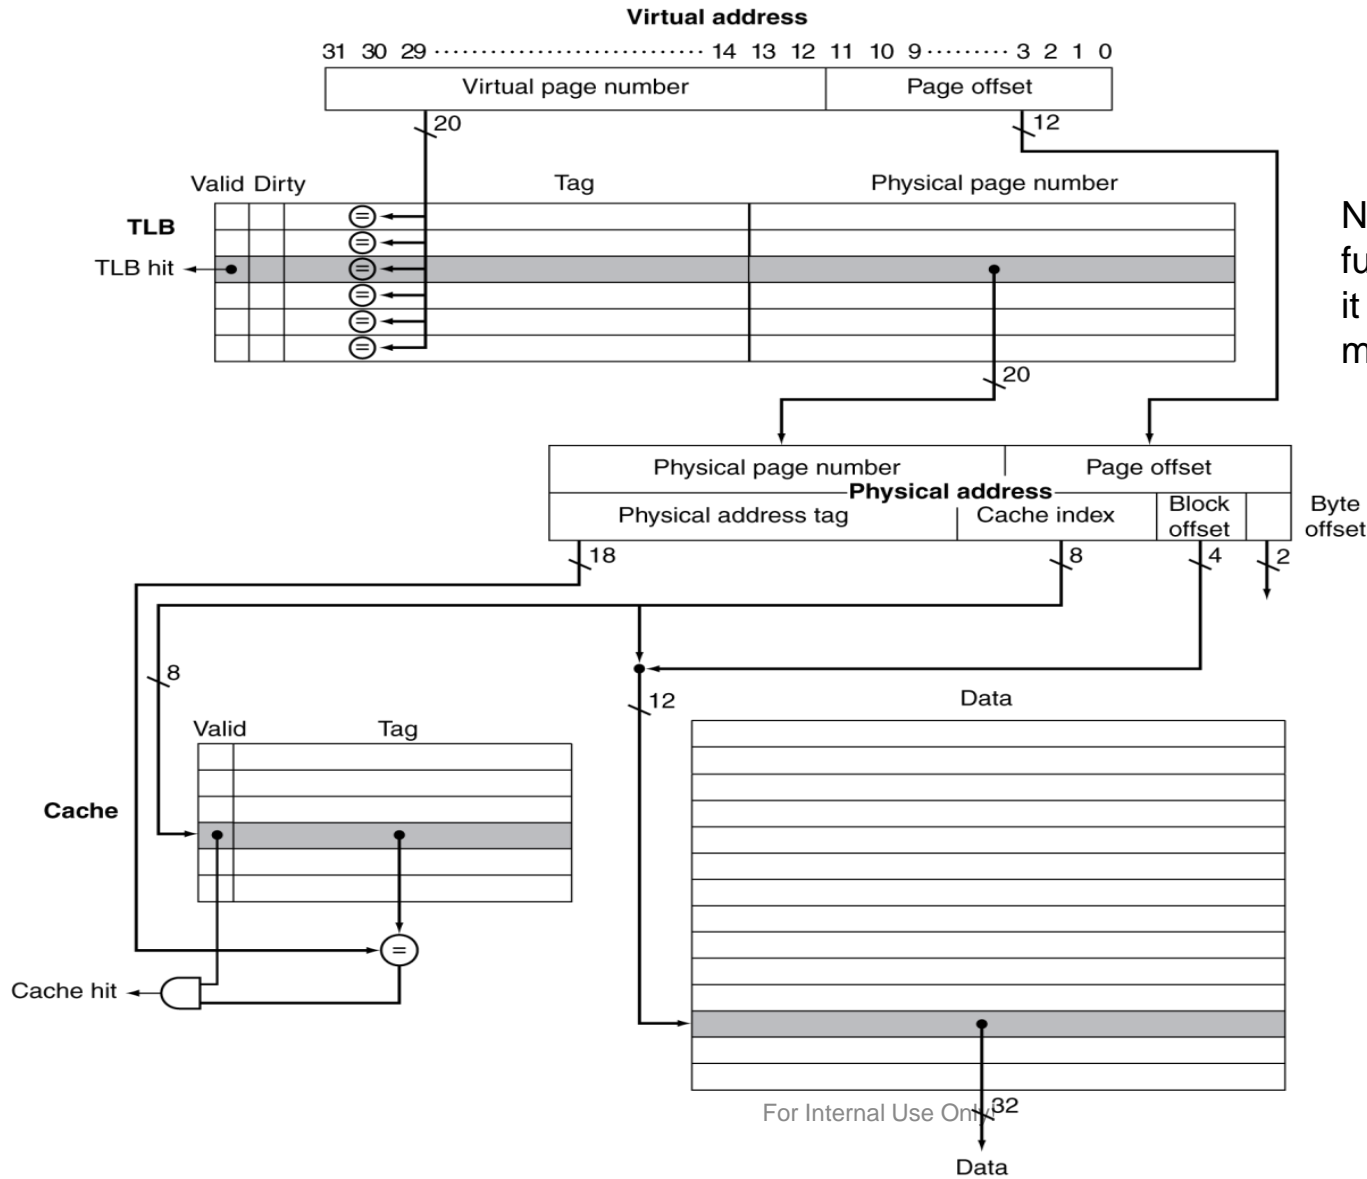 Virtual address
31 30 29 ........................... 14 13 12 11 10 9 ......... 3 2 1 0
Virtual page number Page offset
20 12
Valid Dirty Tag Physical page number
TLB
TLB hit
=
=
=
=
=
=
N
fu
it
m
20
Physical page number Page offset
Physical address
Physical address tag Cache index Block offset Byte offset
18 8 4 2
8
12
Data
Valid Tag
Cache
=
Cache hit
For Internal Use Only
32
Data